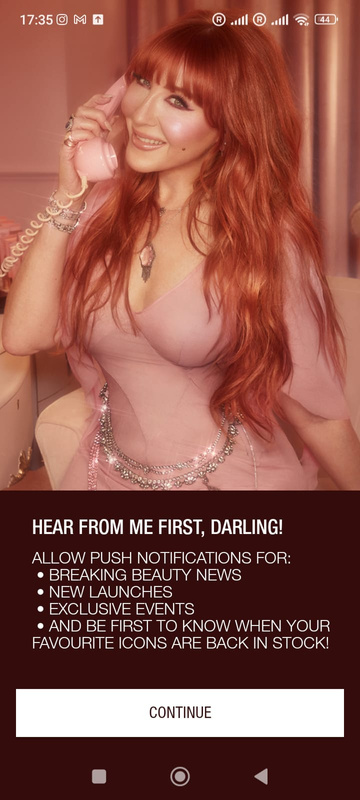 17:35
R R 44
HEAR FROM ME FIRST, DARLING!
ALLOW PUSH NOTIFICATIONS FOR:
• BREAKING BEAUTY NEWS
• NEW LAUNCHES
• EXCLUSIVE EVENTS
• AND BE FIRST TO KNOW WHEN YOUR
FAVOURITE ICONS ARE BACK IN STOCK!
CONTINUE